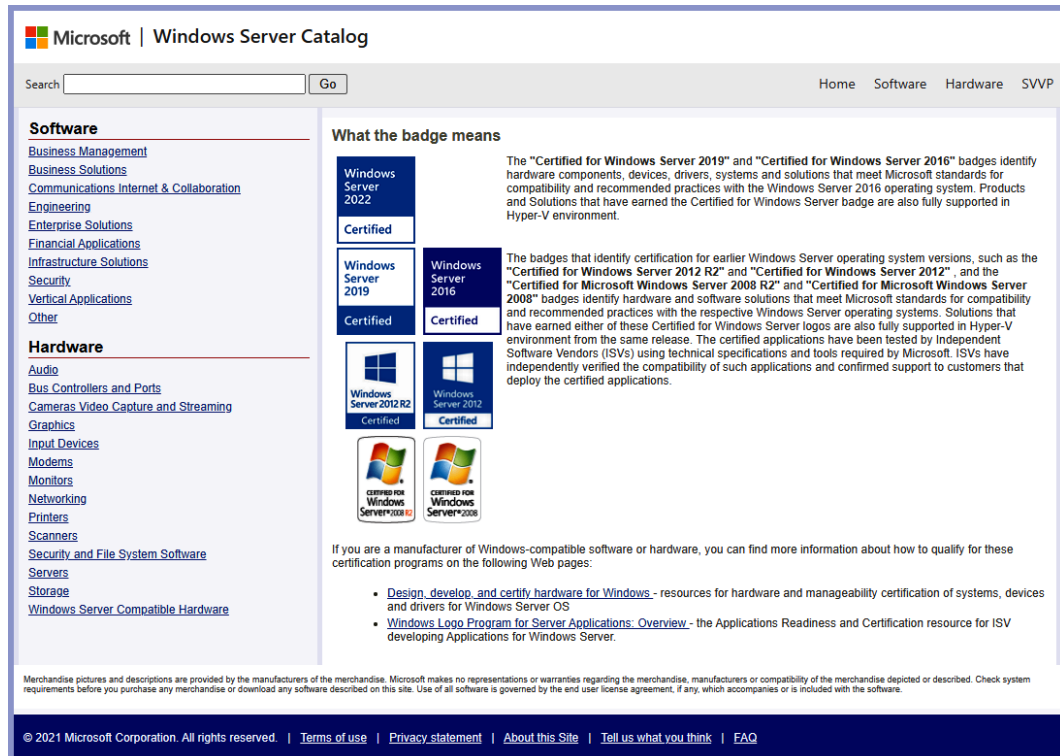 Microsoft | Windows Server Catalog
Search Go Home Software Hardware SVVP
Software
Business Management
Business Solutions
Communications Internet & Collaboration
Engineering
Enterprise Solutions
Financial Applications
Infrastructure Solutions
Security
Vertical Applications
Other
Hardware
Audio
Bus Controllers and Ports
Cameras Video Capture and Streaming
Graphics
Input Devices
Modems
Monitors
Networking
Printers
Scanners
Security and File System Software
Servers
Storage
Windows Server Compatible Hardware
What the badge means
Windows
Server
2022
Certified
The "Certified for Windows Server 2019" and "Certified for Windows Server 2016" badges identify
hardware components, devices, drivers, systems and solutions that meet Microsoft standards for
compatibility and recommended practices with the Windows Server 2016 operating system. Products
and Solutions that have earned the Certified for Windows Server badge are also fully supported in
Hyper-V environment.
Windows
Server
2019
Certified
Windows
Server
2016
Certified
The badges that identify certification for earlier Windows Server operating system versions, such as the
"Certified for Windows Server 2012 R2" and "Certified for Windows Server 2012" , and the
"Certified for Microsoft Windows Server 2008 R2" and "Certified for Microsoft Windows Server
2008" badges identify hardware and software solutions that meet Microsoft standards for compatibility
and recommended practices with the respective Windows Server operating systems. Solutions that
have earned either of these Certified for Windows Server logos are also fully supported in Hyper-V
environment from the same release. The certified applications have been tested by Independent
Software Vendors (ISVs) using technical specifications and tools required by Microsoft. ISVs have
independently verified the compatibility of such applications and confirmed support to customers that
deploy the certified applications.
Windows
Server 2012 R2
Certified
Windows
Server 2012
Certified
CERTIFIED FOR
Windows
Server®2008 R2
CERTIFIED FOR
Windows
Server®2008
If you are a manufacturer of Windows-compatible software or hardware, you can find more information about how to qualify for these
certification programs on the following Web pages:
• Design, develop, and certify hardware for Windows - resources for hardware and manageability certification of systems, devices
and drivers for Windows Server OS
• Windows Logo Program for Server Applications: Overview - the Applications Readiness and Certification resource for ISV
developing Applications for Windows Server.
Merchandise pictures and descriptions are provided by the manufacturers of the merchandise. Microsoft makes no representations or warranties regarding the merchandise, manufacturers or compatibility of the merchandise depicted or described. Check system
requirements before you purchase any merchandise or download any software described on this site. Use of all software is governed by the end user license agreement, if any, which accompanies or is included with the software.
© 2021 Microsoft Corporation. All rights reserved. | Terms of use | Privacy statement | About this Site | Tell us what you think | FAQ